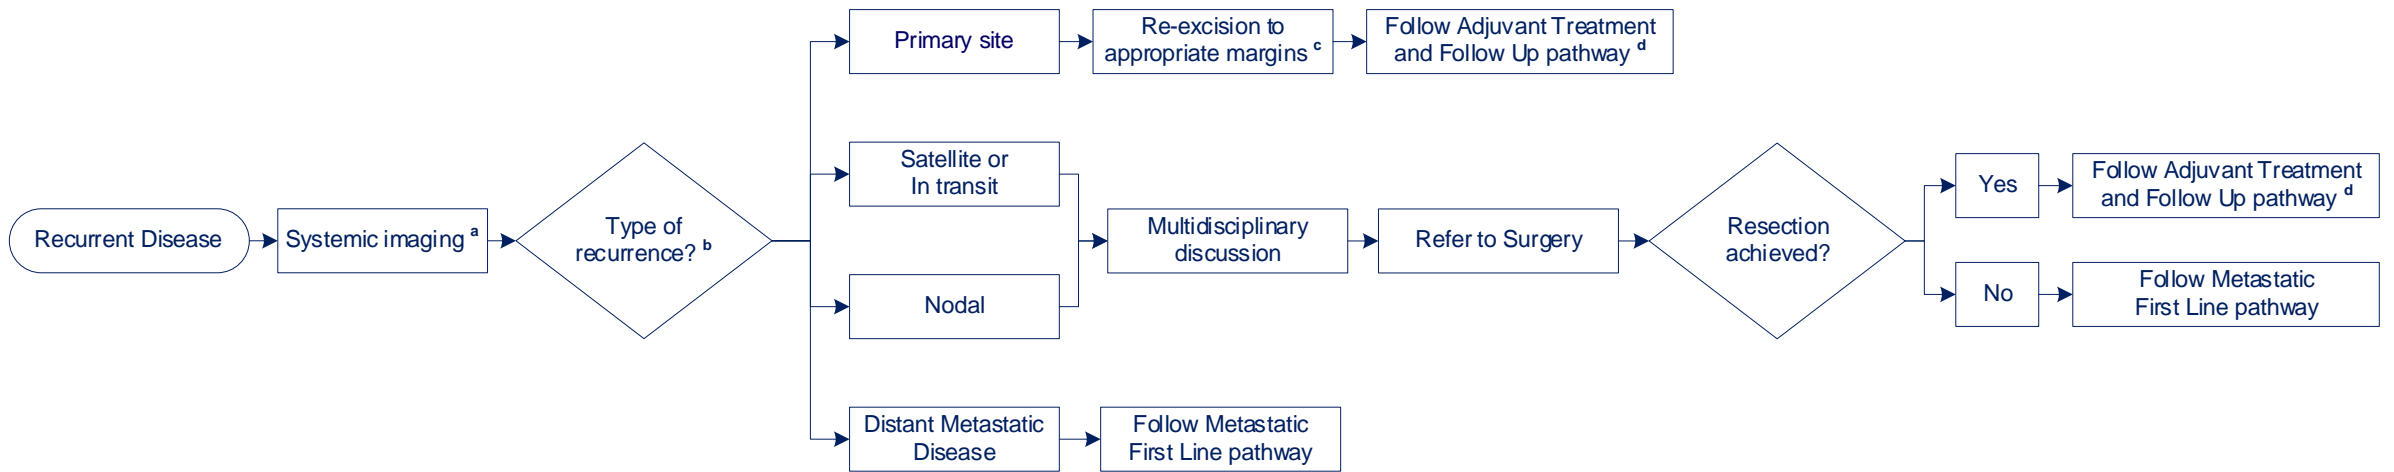 Recurrent Disease
Systemic imaging a
Type of
recurrence? b
Primary site
Re-excision to
appropriate margins c
Follow Adjuvant Treatment
and Follow Up pathway d
Satellite or
In transit
Nodal
Multidisciplinary
discussion
Refer to Surgery
Resection
achieved?
Yes
Follow Adjuvant Treatment
and Follow Up pathway d
No
Follow Metastatic
First Line pathway
Distant Metastatic
Disease
Follow Metastatic
First Line pathway